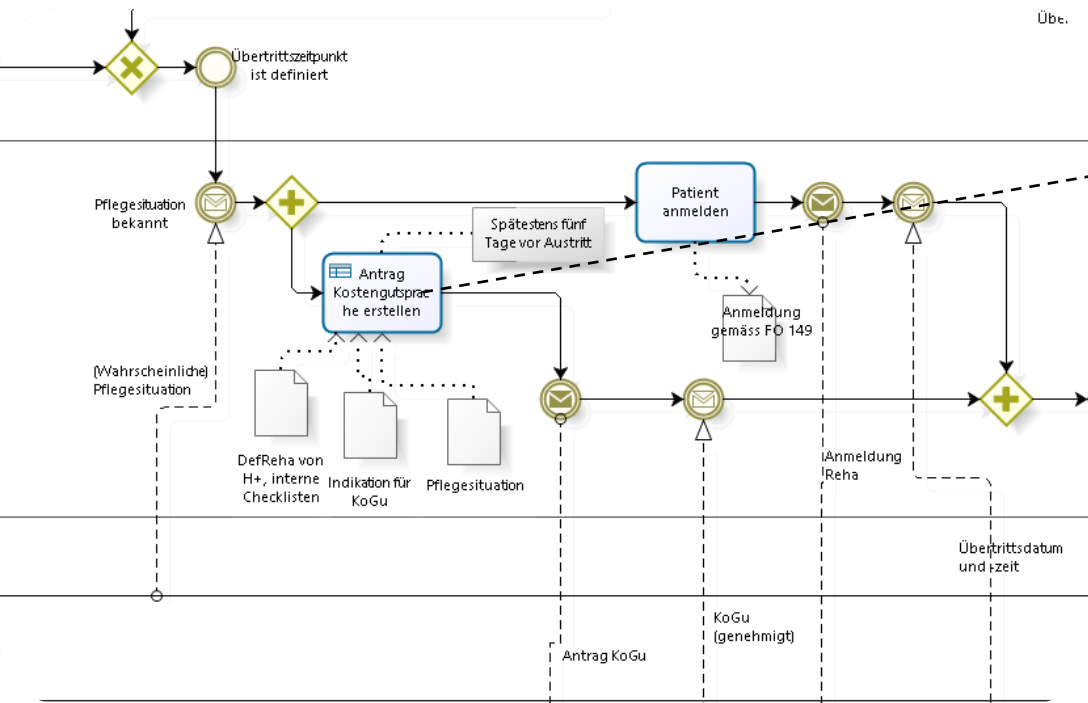 Übe.
Übertrittszeitpunkt
ist definiert
Pflegesituation
bekannt
Patient
anmelden
Spätestens fünf
Tage vor Austritt
Antrag
Kostengutsprac
he erstellen
Anmeldung
gemäss FO 149
(Wahrscheinliche)
Pflegesituation
DefReha von
H+, interne
Checklisten
Indikation für
KoGu
Pflegesituation
Anmeldung
Reha
Übertrittsdatum
und -zeit
KoGu
(genehmigt)
Antrag KoGu